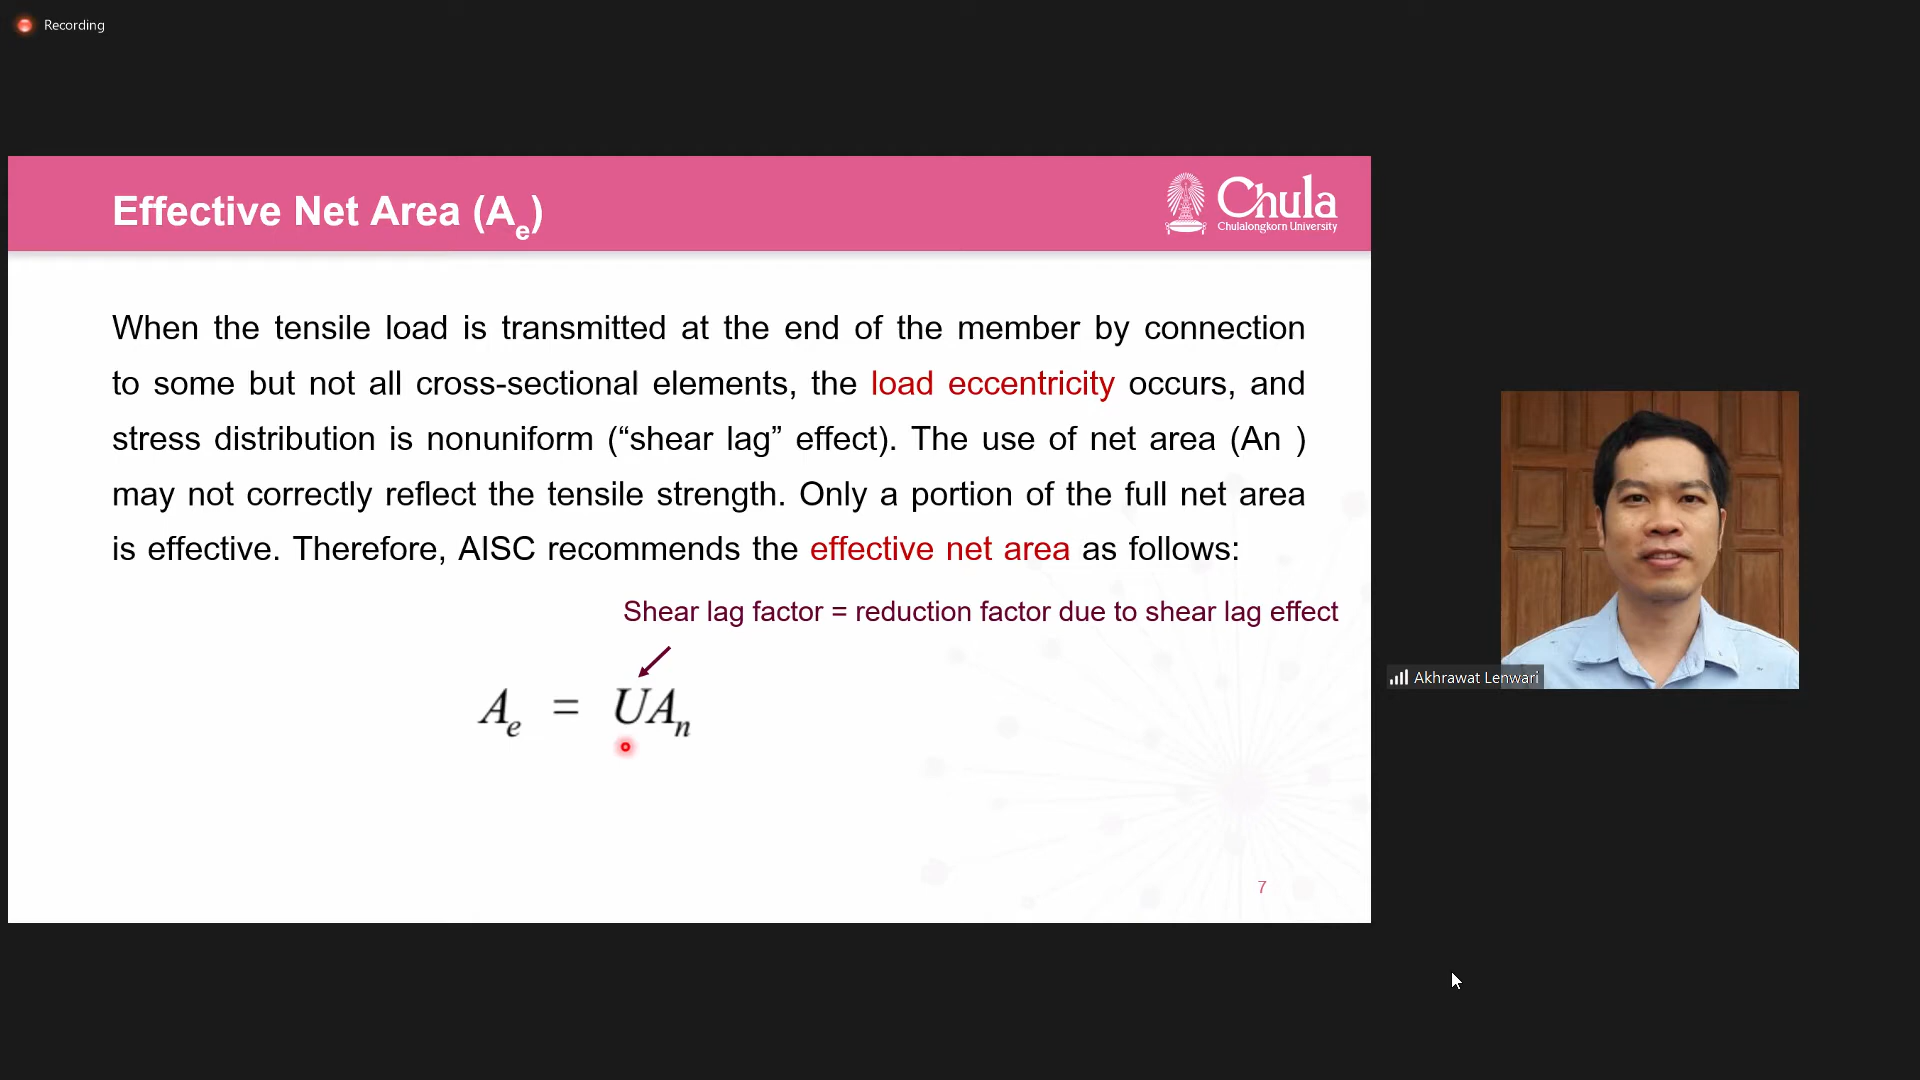 Recording
Effective Net Area (Ae)
Chula
Chulalongkorn University
When the tensile load is transmitted at the end of the member by connection
to some but not all cross-sectional elements, the load eccentricity occurs, and
stress distribution is nonuniform (“shear lag” effect). The use of net area (An )
may not correctly reflect the tensile strength. Only a portion of the full net area
is effective. Therefore, AISC recommends the effective net area as follows:
Shear lag factor = reduction factor due to shear lag effect
Ae = UAn
7
Akhrawat Lenwari